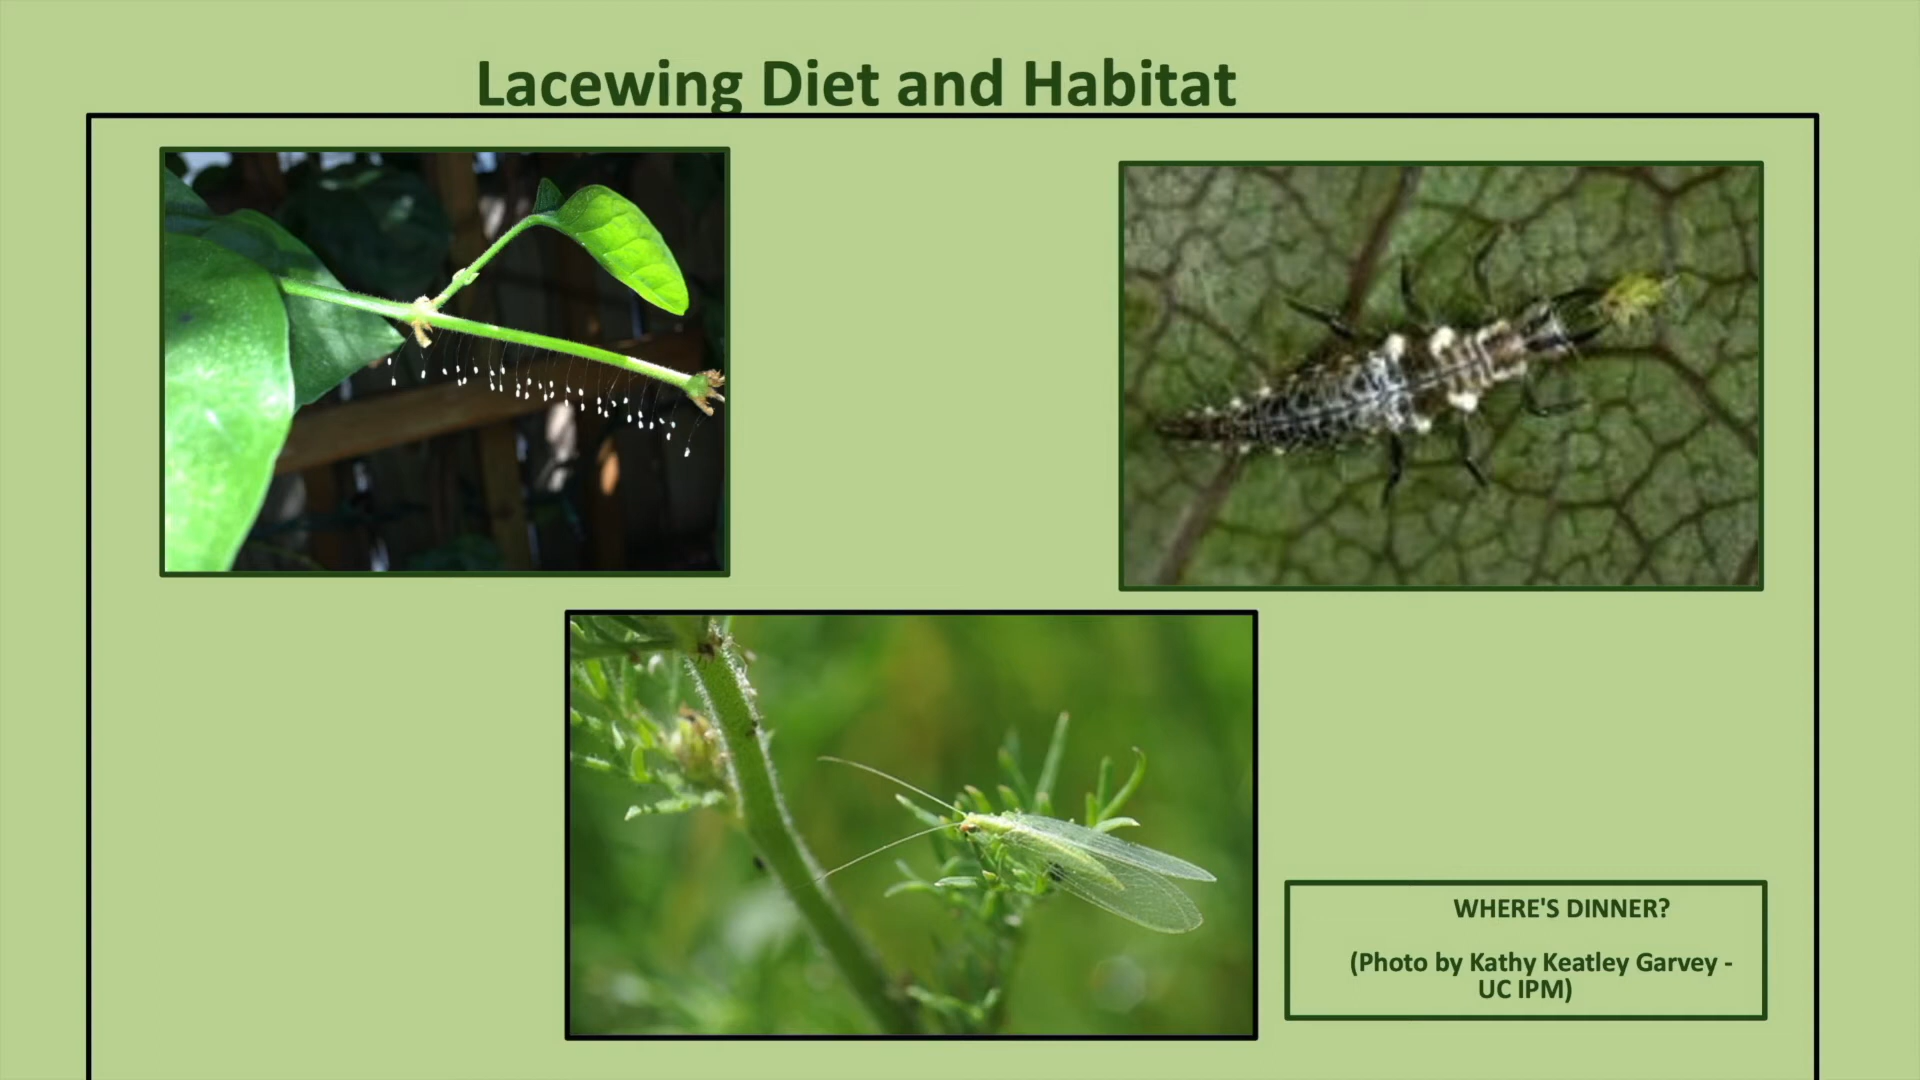 Lacewing Diet and Habitat
WHERE'S DINNER?
(Photo by Kathy Keatley Garvey -
UC IPM)